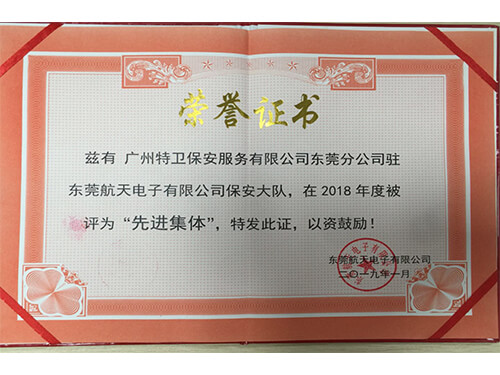 荣誉证书
兹有 广州特卫保安服务有限公司东莞分公司驻
东莞航天电子有限公司保安大队，在 2018 年度被
评为“先进集体”，特发此证，以资鼓励！
东莞航天电子有限公司
二〇一九年一月